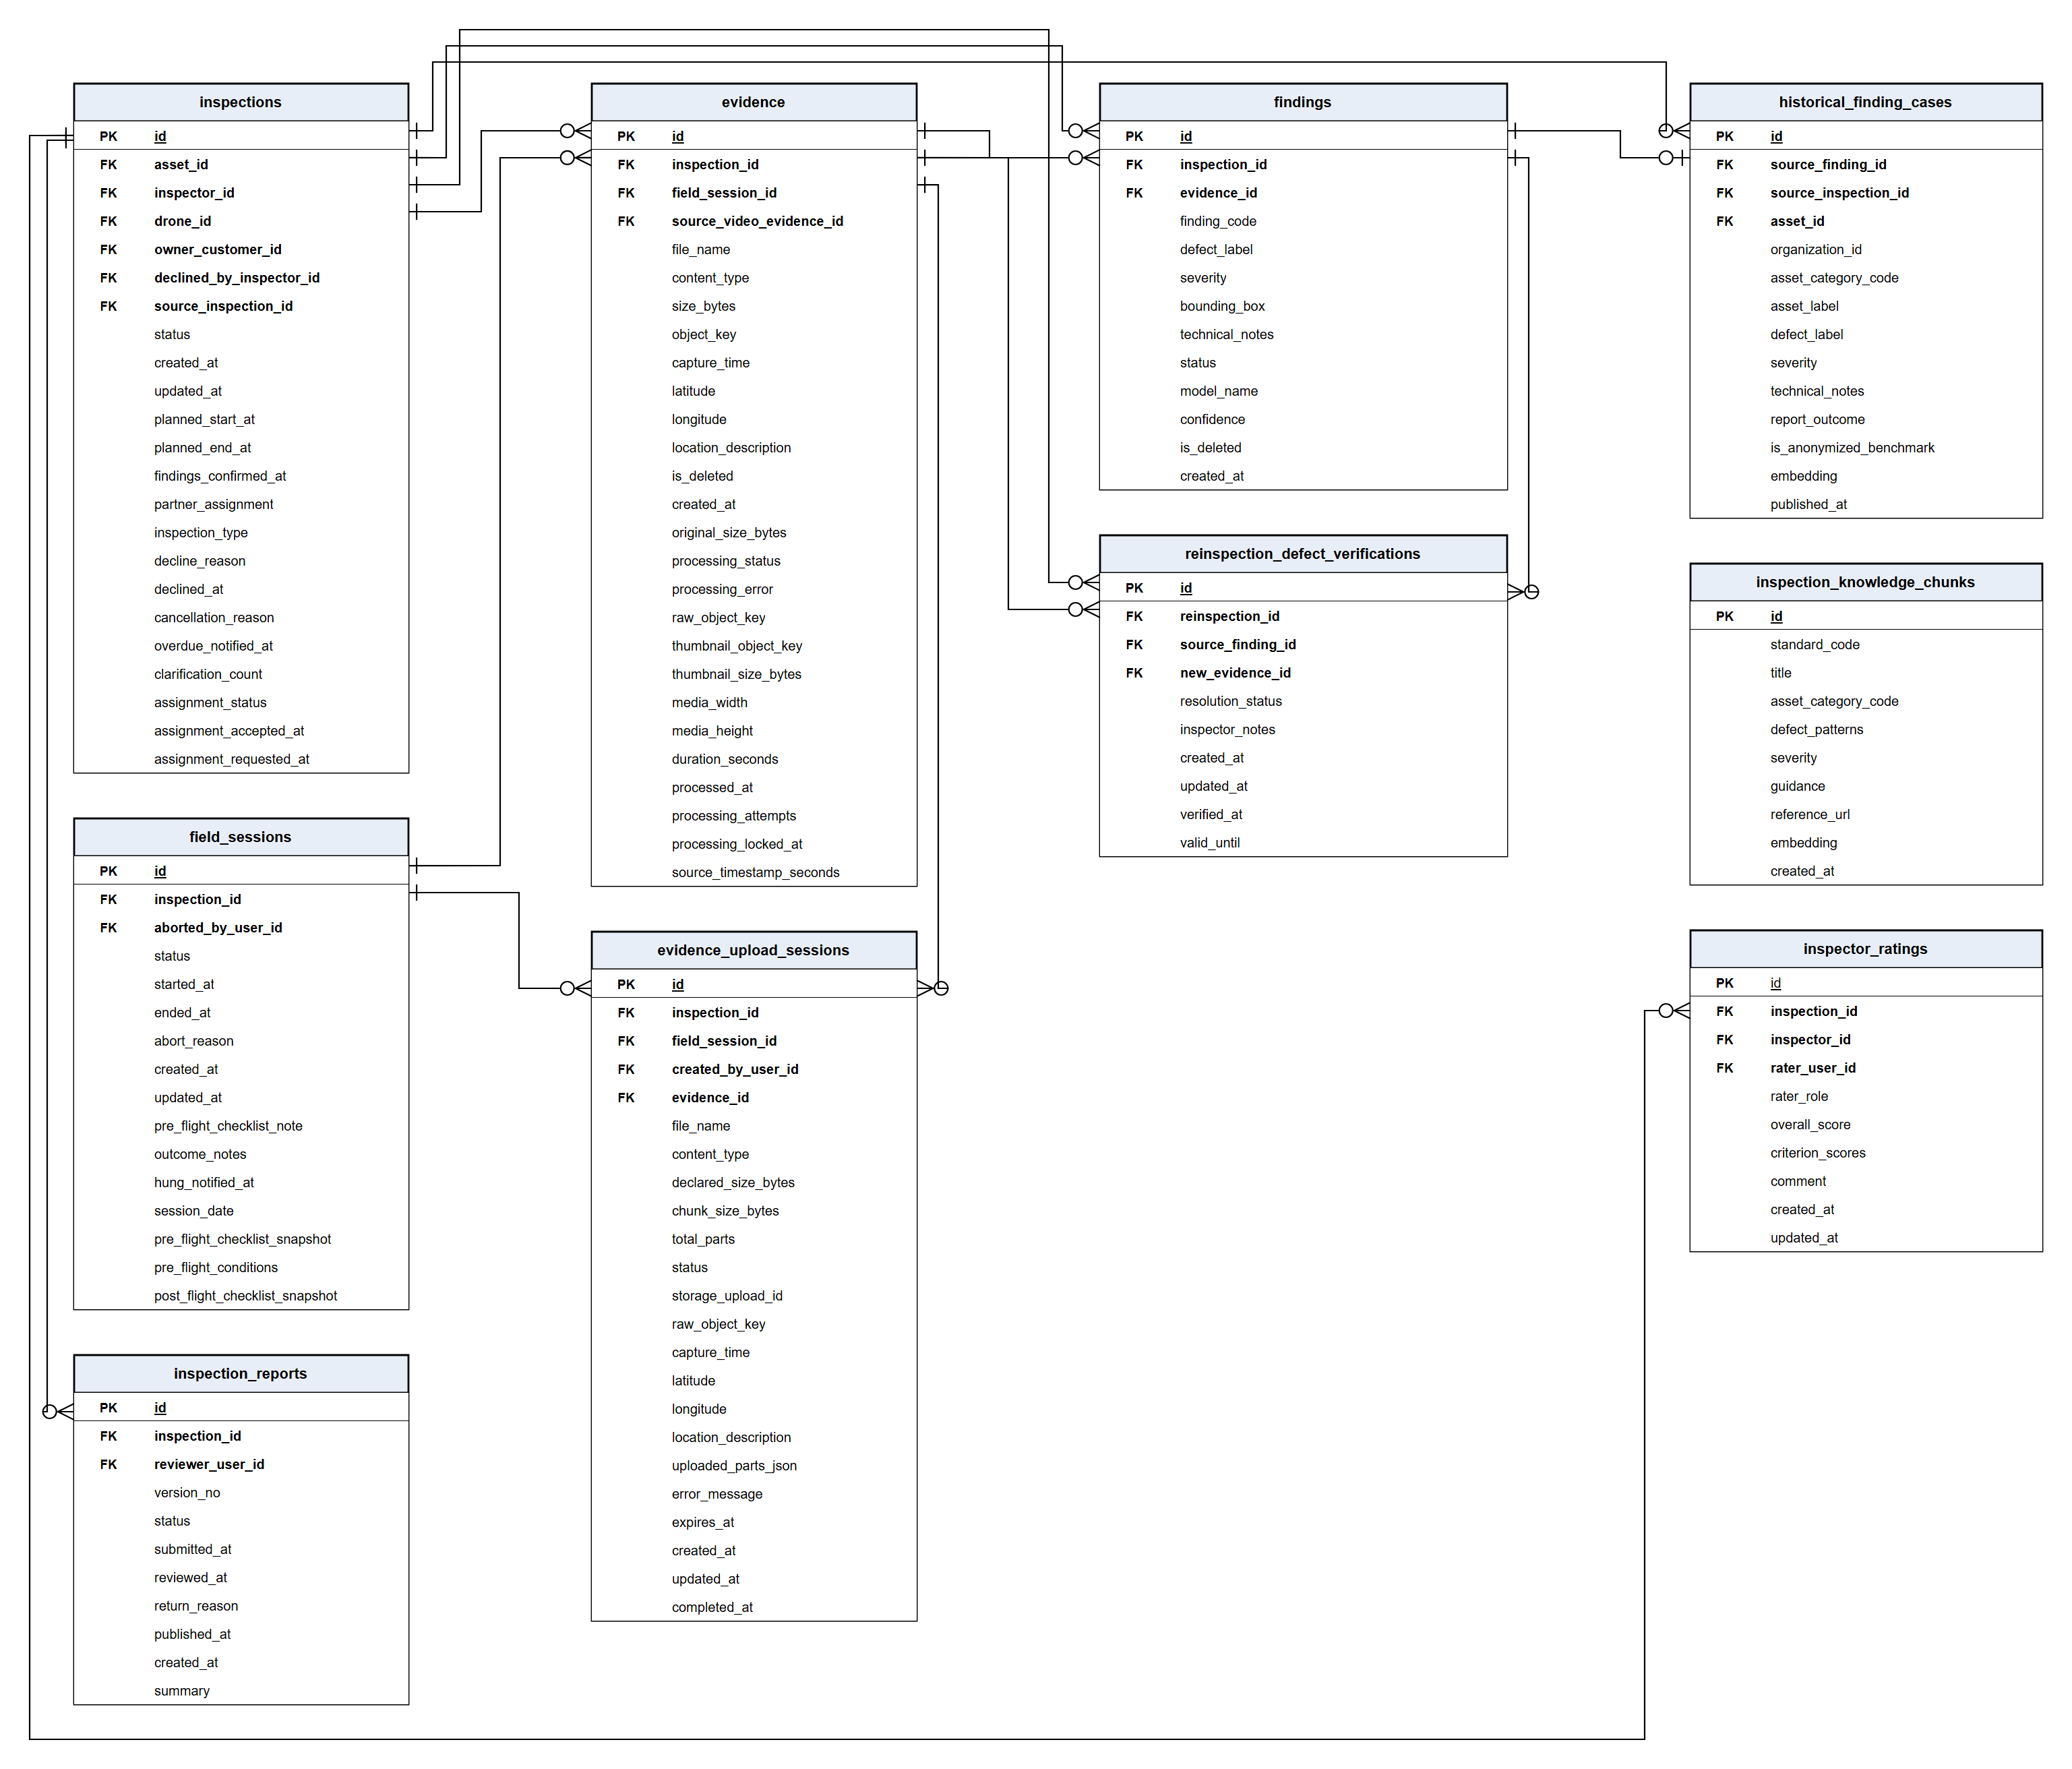 inspections
PK id
FK asset_id
FK inspector_id
FK drone_id
FK owner_customer_id
FK declined_by_inspector_id
FK source_inspection_id
status
created_at
updated_at
planned_start_at
planned_end_at
findings_confirmed_at
partner_assignment
inspection_type
decline_reason
declined_at
cancellation_reason
overdue_notified_at
clarification_count
assignment_status
assignment_accepted_at
assignment_requested_at
field_sessions
PK id
FK inspection_id
FK aborted_by_user_id
status
started_at
ended_at
abort_reason
created_at
updated_at
pre_flight_checklist_note
outcome_notes
hung_notified_at
session_date
pre_flight_checklist_snapshot
pre_flight_conditions
post_flight_checklist_snapshot
inspection_reports
PK id
FK inspection_id
FK reviewer_user_id
version_no
status
submitted_at
reviewed_at
return_reason
published_at
created_at
summary
evidence
PK id
FK inspection_id
FK field_session_id
FK source_video_evidence_id
file_name
content_type
size_bytes
object_key
capture_time
latitude
longitude
location_description
is_deleted
created_at
original_size_bytes
processing_status
processing_error
raw_object_key
thumbnail_object_key
thumbnail_size_bytes
media_width
media_height
duration_seconds
processed_at
processing_attempts
processing_locked_at
source_timestamp_seconds
evidence_upload_sessions
PK id
FK inspection_id
FK field_session_id
FK created_by_user_id
FK evidence_id
file_name
content_type
declared_size_bytes
chunk_size_bytes
total_parts
status
storage_upload_id
raw_object_key
capture_time
latitude
longitude
location_description
uploaded_parts_json
error_message
expires_at
created_at
updated_at
completed_at
findings
PK id
FK inspection_id
FK evidence_id
finding_code
defect_label
severity
bounding_box
technical_notes
status
model_name
confidence
is_deleted
created_at
reinspection_defect_verifications
PK id
FK reinspection_id
FK source_finding_id
FK new_evidence_id
resolution_status
inspector_notes
created_at
updated_at
verified_at
valid_until
historical_finding_cases
PK id
FK source_finding_id
FK source_inspection_id
FK asset_id
organization_id
asset_category_code
asset_label
defect_label
severity
technical_notes
report_outcome
is_anonymized_benchmark
embedding
published_at
inspection_knowledge_chunks
PK id
standard_code
title
asset_category_code
defect_patterns
severity
guidance
reference_url
embedding
created_at
inspector_ratings
PK id
FK inspection_id
FK inspector_id
FK rater_user_id
rater_role
overall_score
criterion_scores
comment
created_at
updated_at